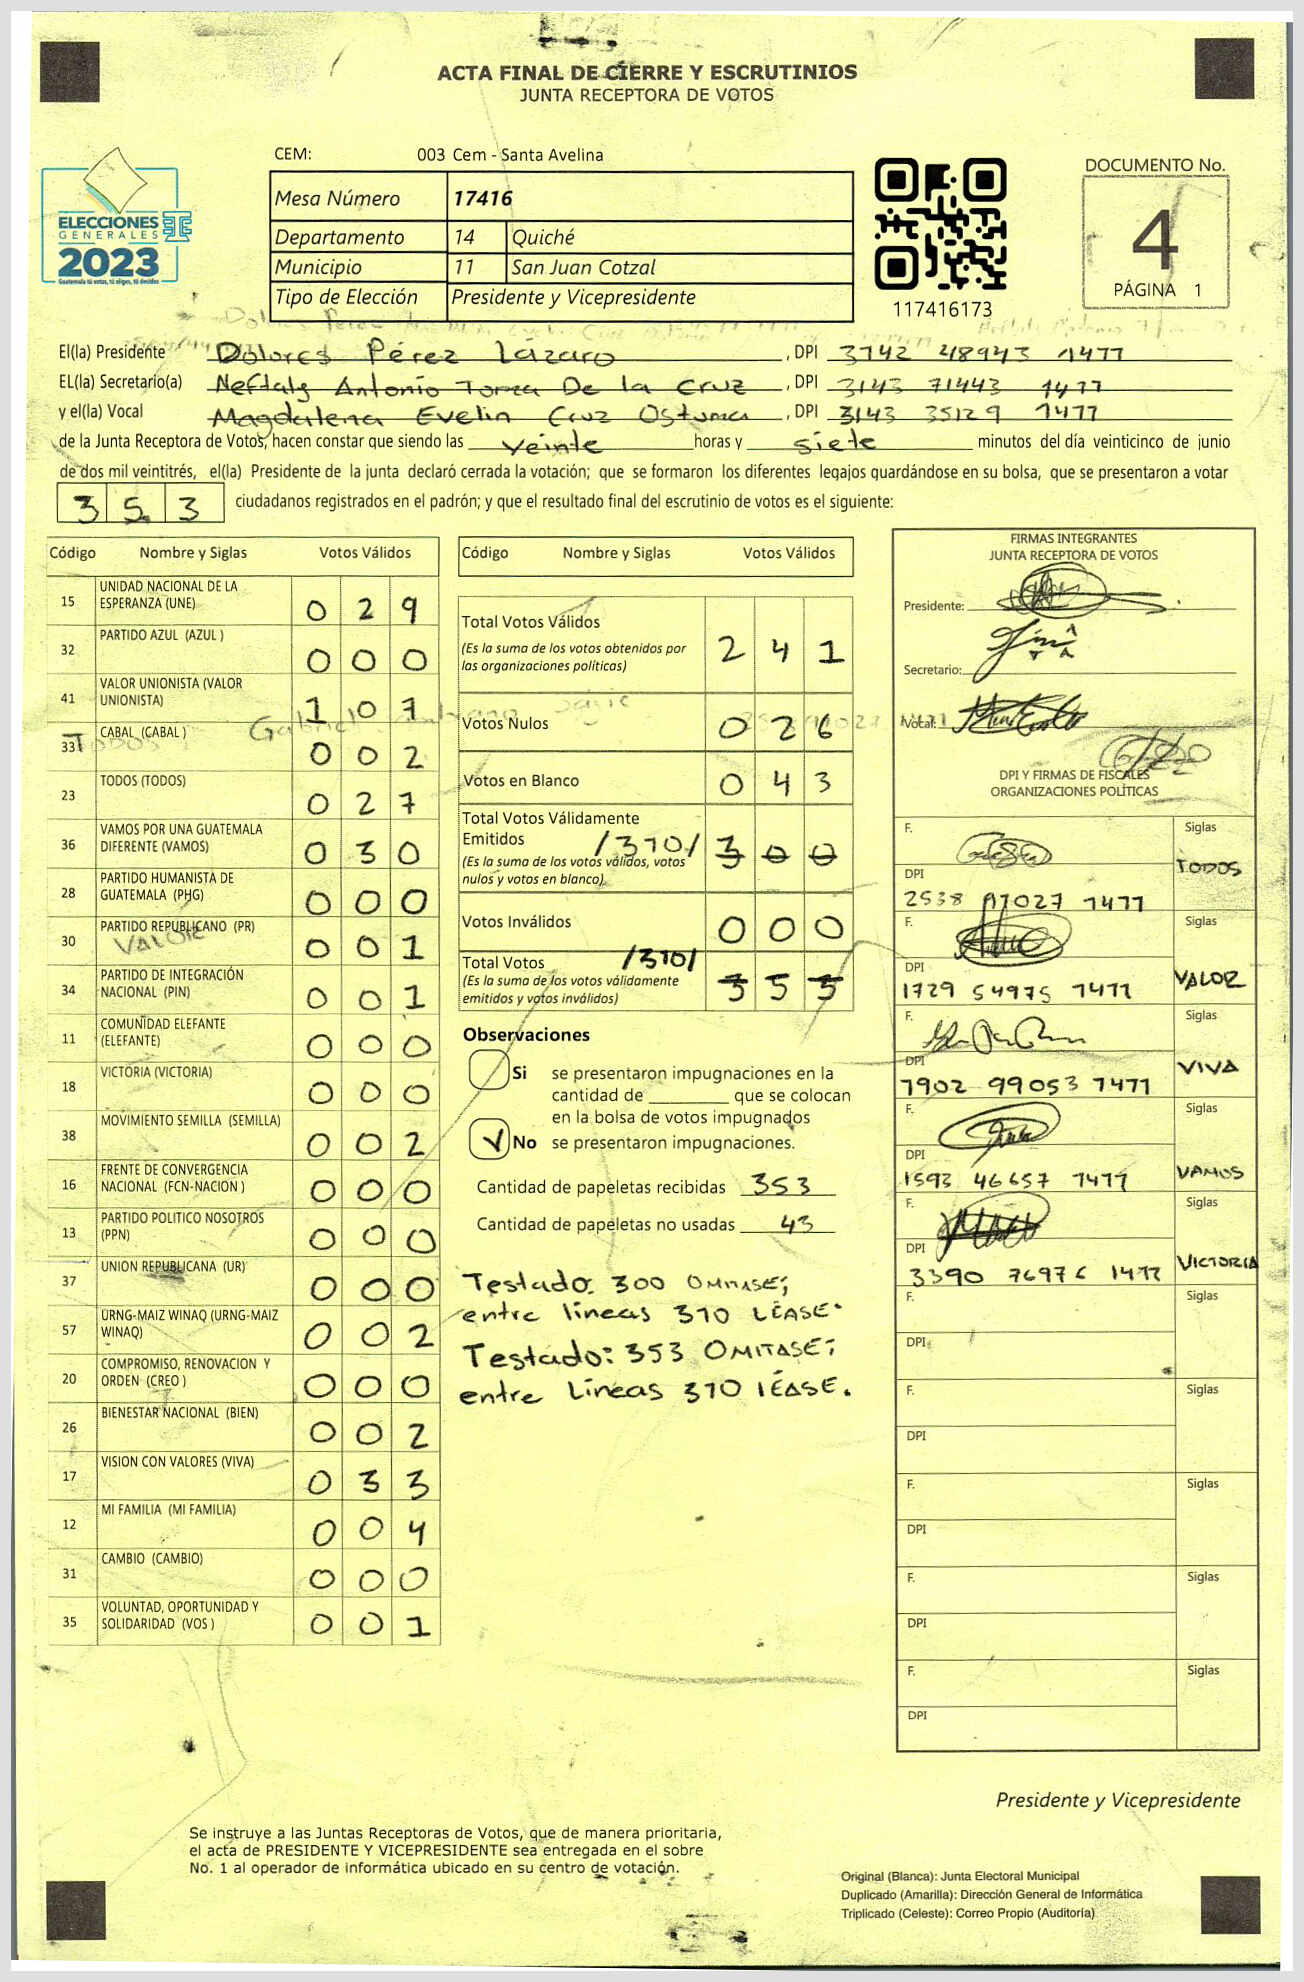 ACTA FINAL DE CIERRE Y ESCRUTINIOS
JUNTA RECEPTORA DE VOTOS
CEM: 003 Cem - Santa Avelina
Mesa Número 17416
Departamento 14 Quiché
Municipio 11 San Juan Cotzal
Tipo de Elección Presidente y Vicepresidente
ELECCIONES
GENERALES
2023
Guatemala tú votas, tú eliges, tú decides
117416173
DOCUMENTO No.
4
PÁGINA 1
El(la) Presidente Dolores Pérez Lázaro, DPI 3742 48943 1477
EL(la) Secretario(a) Neftaly Antonio Torza De la Cruz, DPI 3143 71443 1477
y el(la) Vocal Magdalena Evelin Cruz Ostuma, DPI 3143 35129 1477
de la Junta Receptora de Votos, hacen constar que siendo las veinte horas y siete minutos del día veinticinco de junio
de dos mil veintitrés, el(la) Presidente de la junta declaró cerrada la votación; que se formaron los diferentes legajos guardándose en su bolsa, que se presentaron a votar
353 ciudadanos registrados en el padrón; y que el resultado final del escrutinio de votos es el siguiente:
Código Nombre y Siglas Votos Válidos
15 UNIDAD NACIONAL DE LA ESPERANZA (UNE) 029
32 PARTIDO AZUL (AZUL ) 000
41 VALOR UNIONISTA (VALOR UNIONISTA) 107
33 CABAL (CABAL ) 002
23 TODOS (TODOS) 027
36 VAMOS POR UNA GUATEMALA DIFERENTE (VAMOS) 030
28 PARTIDO HUMANISTA DE GUATEMALA (PHG) 000
30 PARTIDO REPUBLICANO (PR) 001
VALOR
34 PARTIDO DE INTEGRACIÓN NACIONAL (PIN) 001
11 COMUNIDAD ELEFANTE (ELEFANTE) 000
18 VICTORIA (VICTORIA) 000
38 MOVIMIENTO SEMILLA (SEMILLA) 002
16 FRENTE DE CONVERGENCIA NACIONAL (FCN-NACION ) 000
13 PARTIDO POLITICO NOSOTROS (PPN) 000
37 UNION REPUBLICANA (UR) 000
57 URNG-MAIZ WINAQ (URNG-MAIZ WINAQ) 002
20 COMPROMISO, RENOVACION Y ORDEN (CREO ) 000
26 BIENESTAR NACIONAL (BIEN) 002
17 VISION CON VALORES (VIVA) 033
12 MI FAMILIA (MI FAMILIA) 004
31 CAMBIO (CAMBIO) 000
35 VOLUNTAD, OPORTUNIDAD Y SOLIDARIDAD (VOS ) 001
Código Nombre y Siglas Votos Válidos
Total Votos Válidos 241
(Es la suma de los votos obtenidos por
las organizaciones políticas)
Votos Nulos 026
Votos en Blanco 043
Total Votos Válidamente
Emitidos /310/ 300
(Es la suma de los votos válidos, votos
nulos y votos en blanco)
Votos Inválidos 000
Total Votos /310/ 353
(Es la suma de los votos válidamente
emitidos y votos inválidos)
Observaciones
Si se presentaron impugnaciones en la
cantidad de ________ que se colocan
en la bolsa de votos impugnados
✓ No se presentaron impugnaciones.
Cantidad de papeletas recibidas 353
Cantidad de papeletas no usadas 43
Testado: 300 OMITASE;
entre líneas 310 LÉASE.
Testado: 353 OMITASE;
entre líneas 310 LÉASE.
FIRMAS INTEGRANTES
JUNTA RECEPTORA DE VOTOS
Presidente:
Secretario:
Vocal:
DPI Y FIRMAS DE FISCALES
ORGANIZACIONES POLÍTICAS
F. Siglas
TODOS
DPI
2538 17027 1477
F. Siglas
DPI VALOR
1729 54975 1477
F. Siglas
DPI VIVA
7902 99053 1477
F. Siglas
DPI VAMOS
1593 46657 1477
F. Siglas
DPI VICTORIA
3390 76976 1477
F. Siglas
DPI
F. Siglas
DPI
F. Siglas
DPI
F. Siglas
DPI
F. Siglas
DPI
Presidente y Vicepresidente
Se instruye a las Juntas Receptoras de Votos, que de manera prioritaria,
el acta de PRESIDENTE Y VICEPRESIDENTE sea entregada en el sobre
No. 1 al operador de informática ubicado en su centro de votación.
Original (Blanca): Junta Electoral Municipal
Duplicado (Amarilla): Dirección General de Informática
Triplicado (Celeste): Correo Propio (Auditoría)